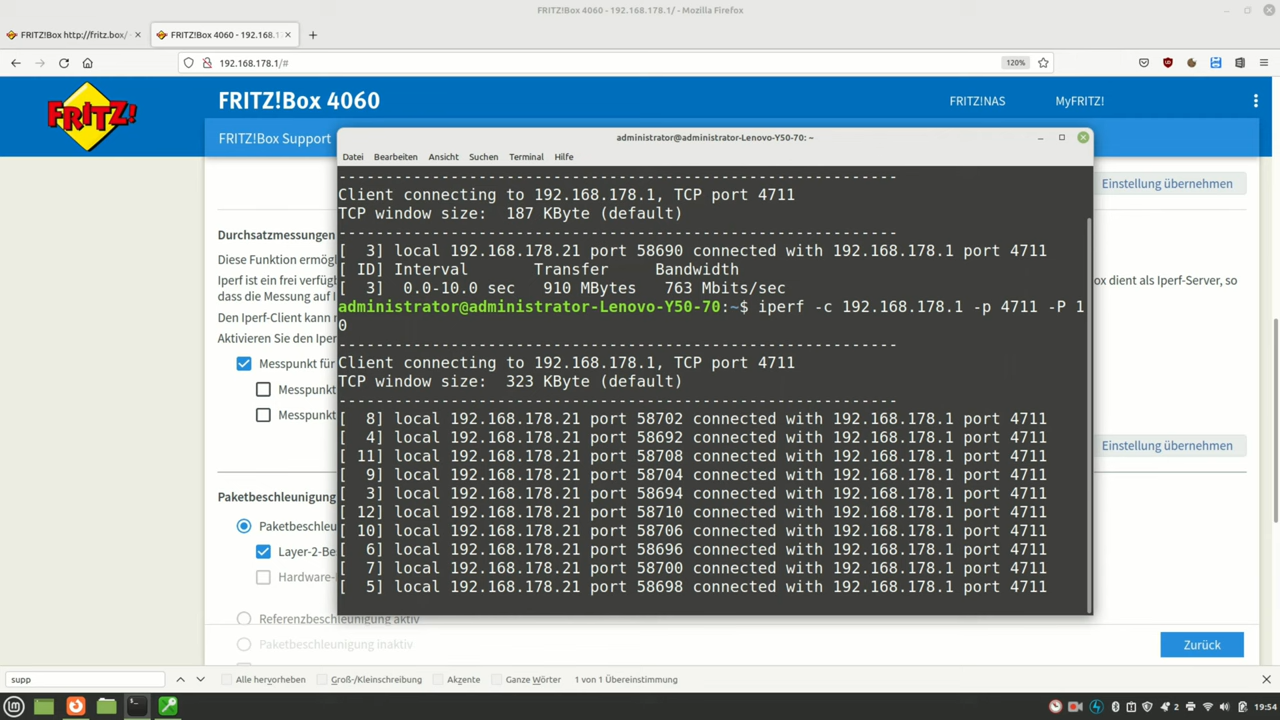 FRITZ!Box 4060 - 192.168.178.1/ - Mozilla Firefox
FRITZ!Box http://fritz.box/
FRITZ!Box 4060 - 192.168.1
192.168.178.1/#
120%
FRITZ!
FRITZ!Box 4060
FRITZ!NAS
MyFRITZ!
FRITZ!Box Support
administrator@administrator-Lenovo-Y50-70: ~
Datei Bearbeiten Ansicht Suchen Terminal Hilfe
------------------------------------------------------------
Client connecting to 192.168.178.1, TCP port 4711
TCP window size: 187 KByte (default)
------------------------------------------------------------
[ 3] local 192.168.178.21 port 58690 connected with 192.168.178.1 port 4711
[ ID] Interval Transfer Bandwidth
[ 3] 0.0-10.0 sec 910 MBytes 763 Mbits/sec
administrator@administrator-Lenovo-Y50-70:~$ iperf -c 192.168.178.1 -p 4711 -P 1
0
------------------------------------------------------------
Client connecting to 192.168.178.1, TCP port 4711
TCP window size: 323 KByte (default)
------------------------------------------------------------
[ 8] local 192.168.178.21 port 58702 connected with 192.168.178.1 port 4711
[ 4] local 192.168.178.21 port 58692 connected with 192.168.178.1 port 4711
[ 11] local 192.168.178.21 port 58708 connected with 192.168.178.1 port 4711
[ 9] local 192.168.178.21 port 58704 connected with 192.168.178.1 port 4711
[ 3] local 192.168.178.21 port 58694 connected with 192.168.178.1 port 4711
[ 12] local 192.168.178.21 port 58710 connected with 192.168.178.1 port 4711
[ 10] local 192.168.178.21 port 58706 connected with 192.168.178.1 port 4711
[ 6] local 192.168.178.21 port 58696 connected with 192.168.178.1 port 4711
[ 7] local 192.168.178.21 port 58700 connected with 192.168.178.1 port 4711
[ 5] local 192.168.178.21 port 58698 connected with 192.168.178.1 port 4711
Einstellung übernehmen
Durchsatzmessungen
Diese Funktion ermögl
Iperf ist ein frei verfüg
ox dient als Iperf-Server, so
dass die Messung auf I
Den Iperf-Client kann
Aktivieren Sie den Iper
Messpunkt für
Messpunkt
Messpunkt
Einstellung übernehmen
Paketbeschleunigung
Paketbeschleu
Layer-2-Be
Hardware-
Referenzbeschleunigung aktiv
Paketbeschleunigung inaktiv
Zurück
supp
Alle hervorheben Groß-/Kleinschreibung Akzente Ganze Wörter 1 von 1 Übereinstimmung
2
19:54